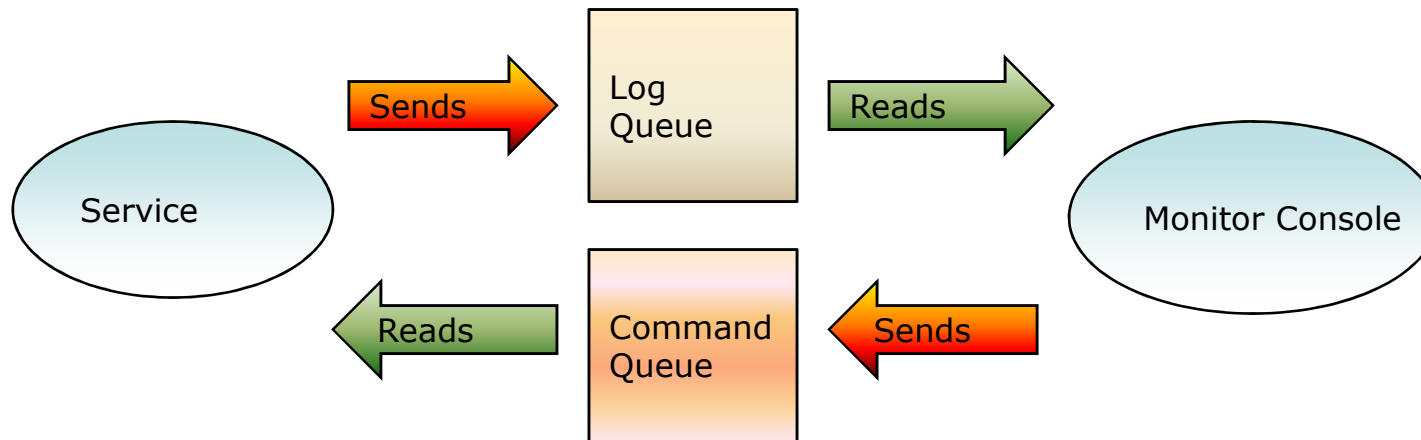 Sends
Log
Queue
Reads
Service
Monitor Console
Reads
Command
Queue
Sends